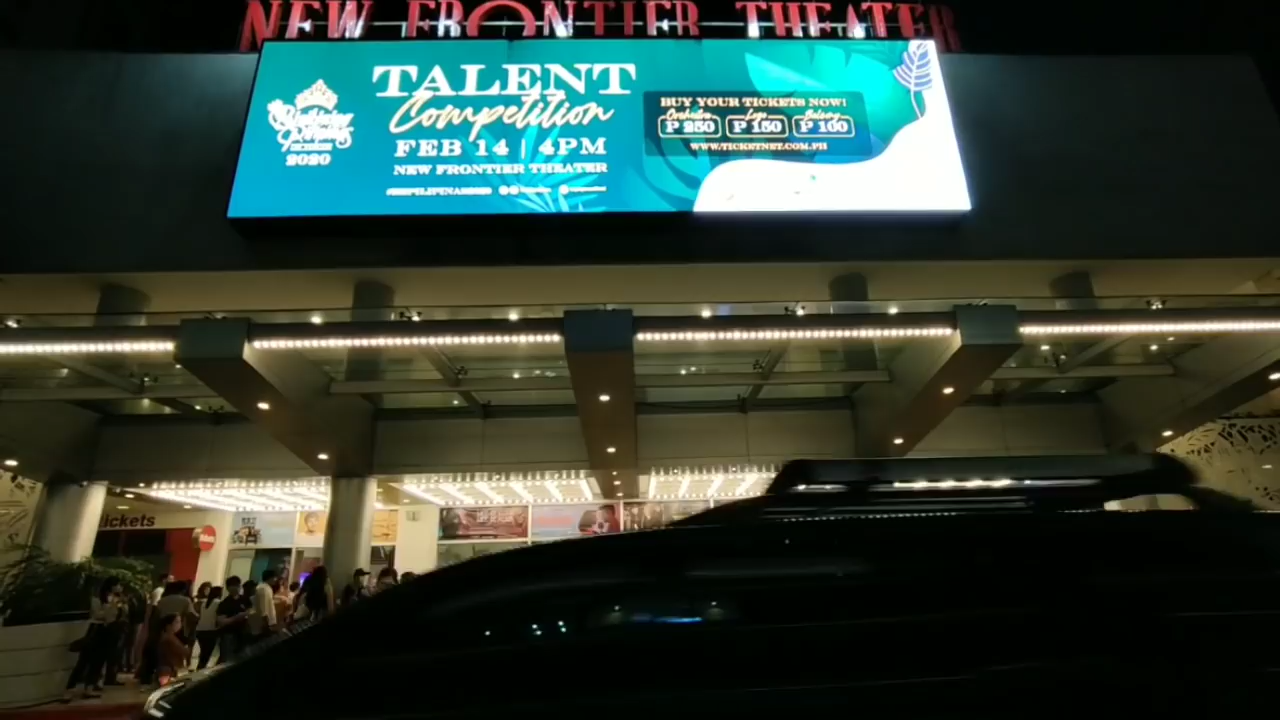 NEW FRONTIER THEATER
TALENT
Competition
FEB 14 | 4PM
NEW FRONTIER THEATER
2020
BUY YOUR TICKETS NOW!
Orchestra Loge Balcony
₱ 250 ₱ 150 ₱ 100
WWW.TICKETNET.COM.PH
tickets